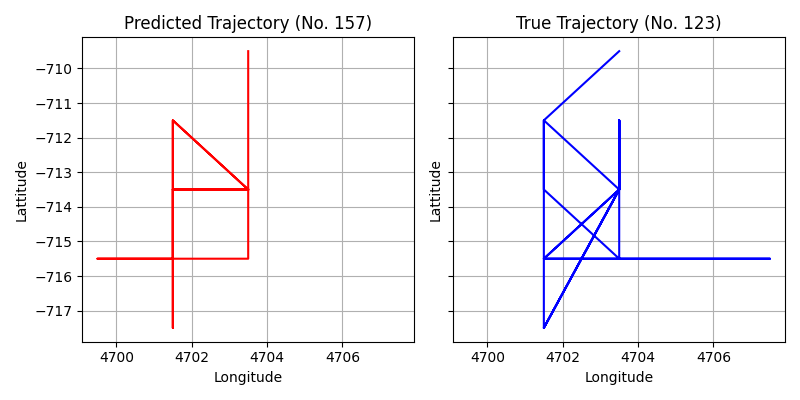 Predicted Trajectory (No. 157)
True Trajectory (No. 123)
−710
−711
−712
−713
−714
−715
−716
−717
Lattitude
Lattitude
4700 4702 4704 4706
4700 4702 4704 4706
Longitude
Longitude